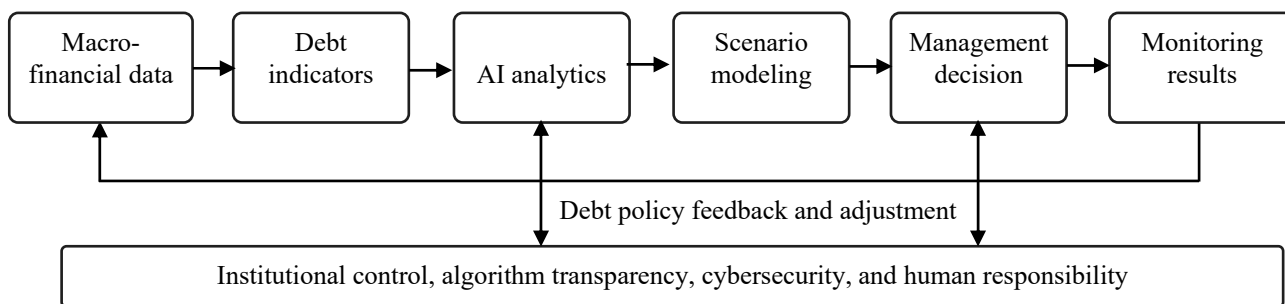 Macro-
financial data
Debt
indicators
AI analytics
Scenario
modeling
Management
decision
Monitoring
results
Debt policy feedback and adjustment
Institutional control, algorithm transparency, cybersecurity, and human responsibility